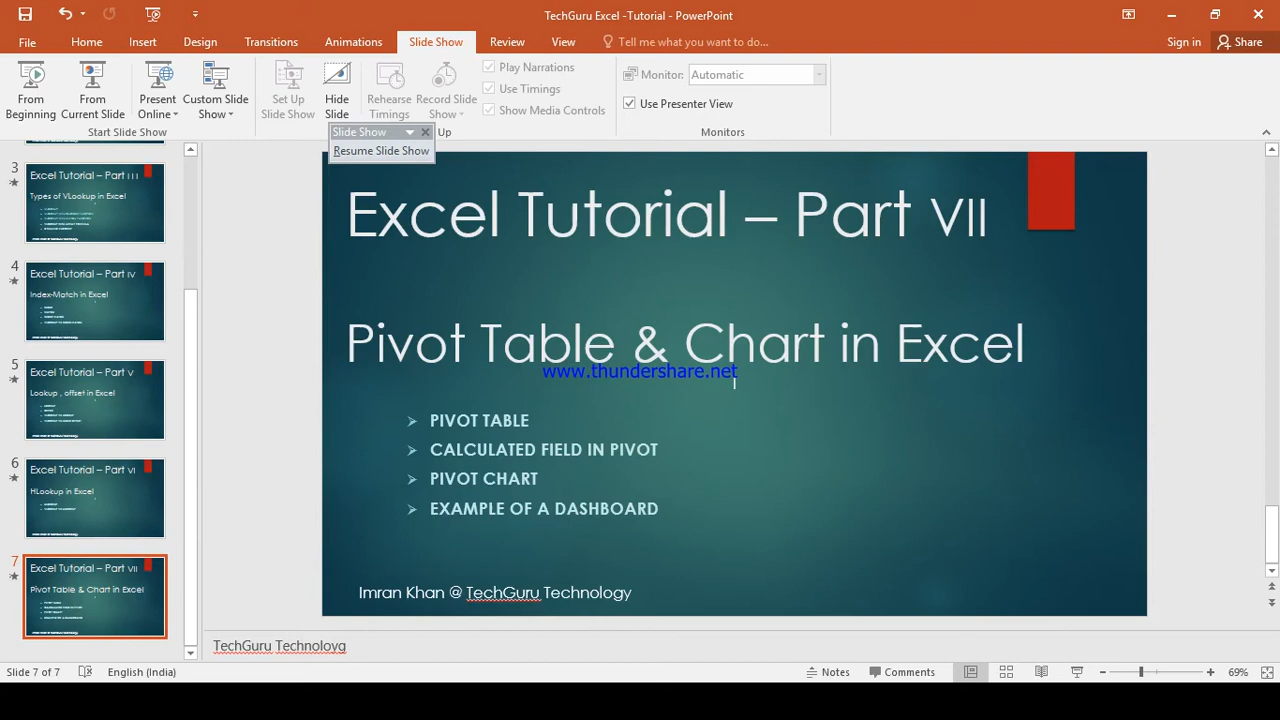 TechGuru Excel -Tutorial - PowerPoint
File Home Insert Design Transitions Animations Slide Show Review View Tell me what you want to do... Sign in Share
From Beginning
From Current Slide
Present Online
Custom Slide Show
Set Up Slide Show
Hide Slide
Rehearse Timings
Record Slide Show
Play Narrations
Use Timings
Show Media Controls
Monitor: Automatic
Use Presenter View
Start Slide Show
Up
Monitors
Slide Show
Resume Slide Show
3
Excel Tutorial – Part III
Types of VLookup in Excel
4
Excel Tutorial – Part IV
Index-Match in Excel
5
Excel Tutorial – Part V
Lookup , offset in Excel
6
Excel Tutorial – Part VI
HLookup in Excel
7
Excel Tutorial – Part VII
Pivot Table & Chart in Excel
Excel Tutorial – Part VII
Pivot Table & Chart in Excel
www.thundershare.net
➢ PIVOT TABLE
➢ CALCULATED FIELD IN PIVOT
➢ PIVOT CHART
➢ EXAMPLE OF A DASHBOARD
Imran Khan @ TechGuru Technology
TechGuru Technolovg
Slide 7 of 7 English (India) Notes Comments 69%